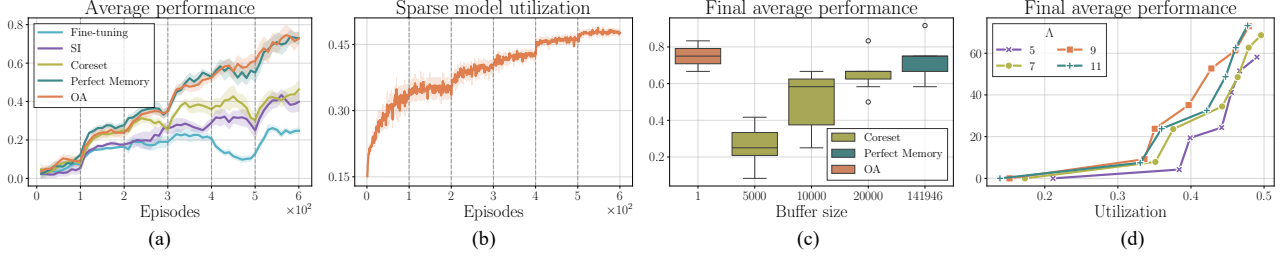 Average performance
Fine-tuning
SI
Coreset
Perfect Memory
OA
0.8
0.6
0.4
0.2
0.0
0 1 2 3 4 5 6
Episodes
×10²
(a)
Sparse model utilization
0.45
0.30
0.15
0 1 2 3 4 5 6
Episodes
×10²
(b)
Final average performance
0.8
0.6
0.4
0.2
Coreset
Perfect Memory
OA
1 5000 10000 20000 141946
Buffer size
(c)
Final average performance
Λ
5 9
7 11
60
40
20
0
0.2 0.3 0.4 0.5
Utilization
(d)